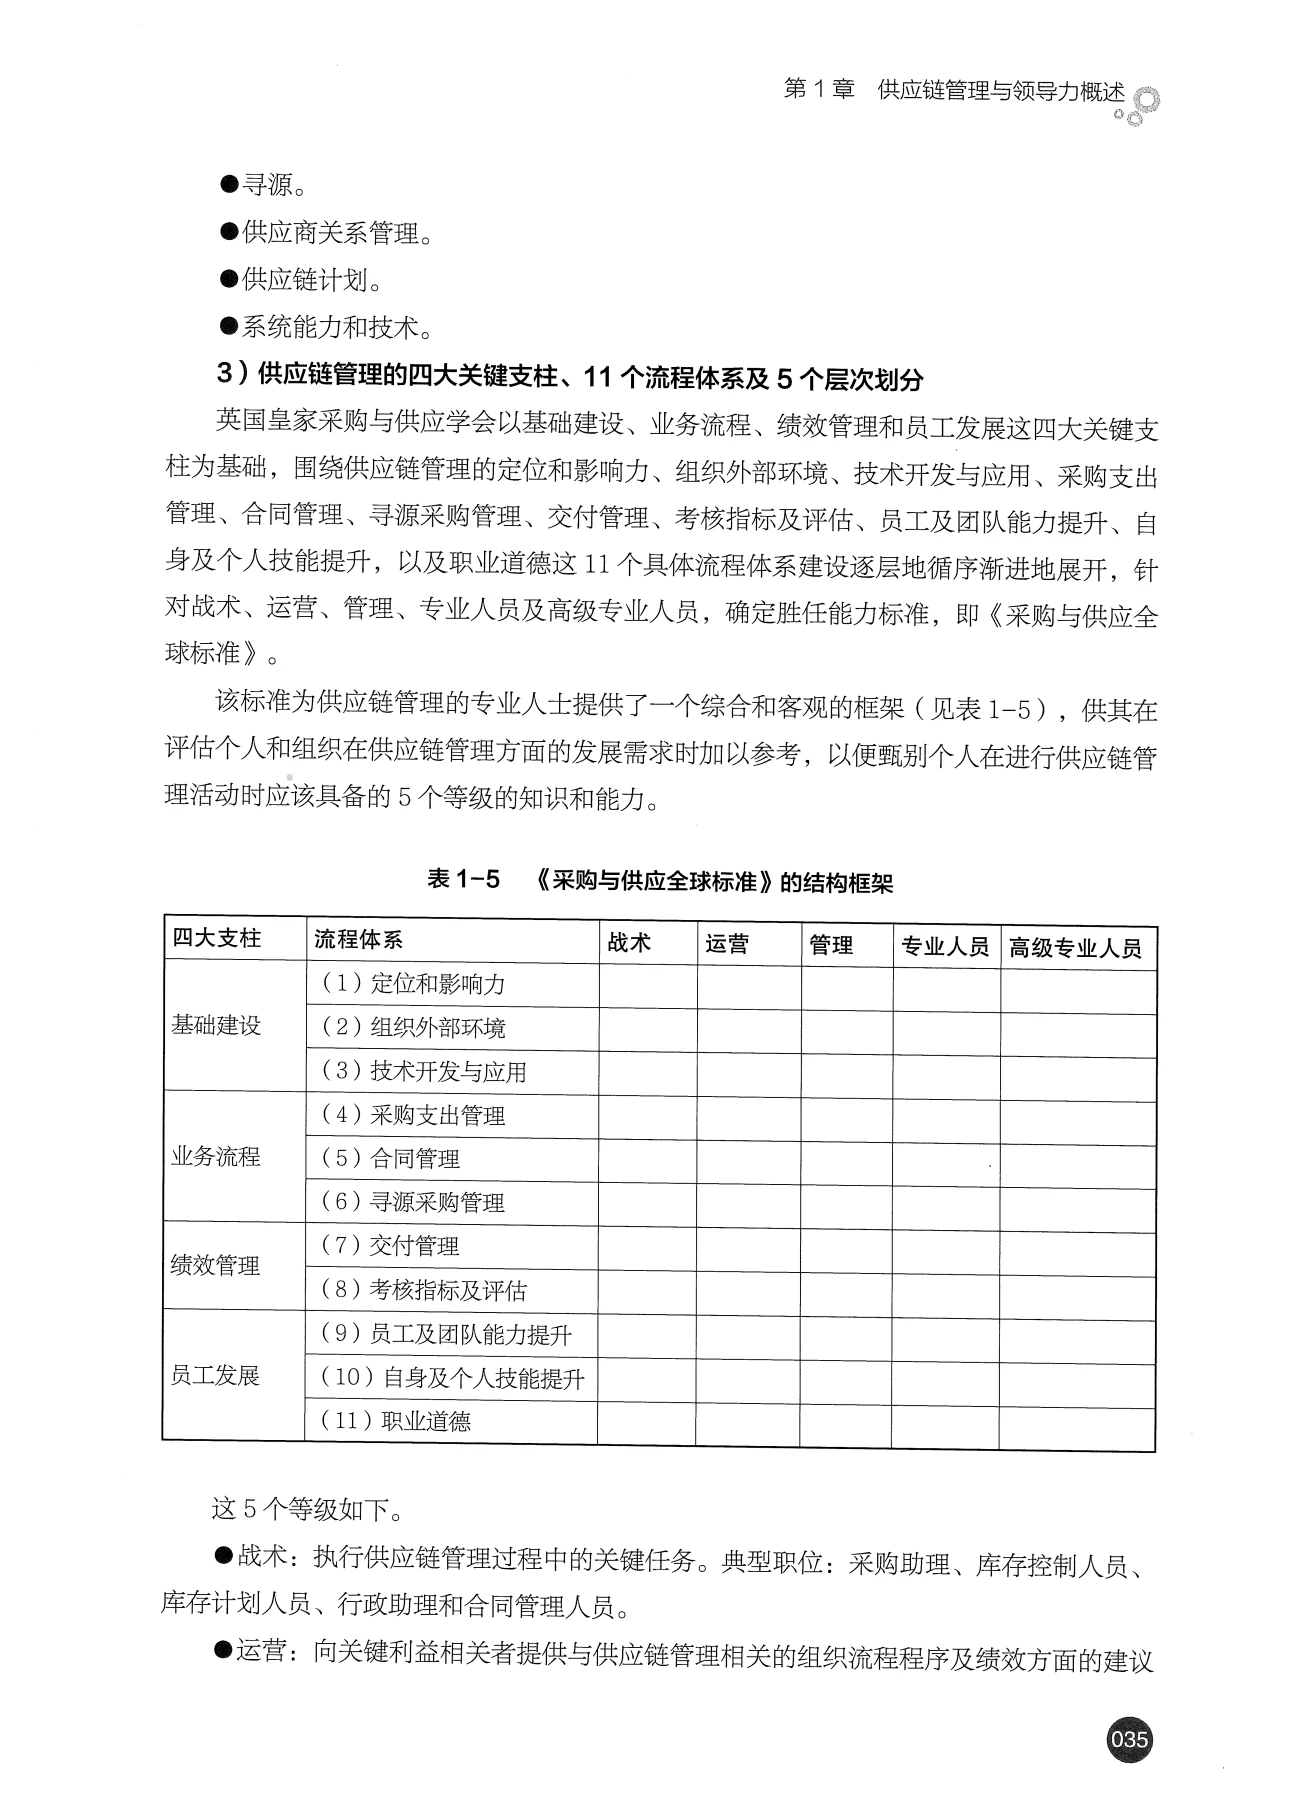 第1章 供应链管理与领导力概述
●寻源。
●供应商关系管理。
●供应链计划。
●系统能力和技术。
3）供应链管理的四大关键支柱、11个流程体系及5个层次划分
英国皇家采购与供应学会以基础建设、业务流程、绩效管理和员工发展这四大关键支
柱为基础，围绕供应链管理的定位和影响力、组织外部环境、技术开发与应用、采购支出
管理、合同管理、寻源采购管理、交付管理、考核指标及评估、员工及团队能力提升、自
身及个人技能提升，以及职业道德这11个具体流程体系建设逐层地循序渐进地展开，针
对战术、运营、管理、专业人员及高级专业人员，确定胜任能力标准，即《采购与供应全
球标准》。
该标准为供应链管理的专业人士提供了一个综合和客观的框架（见表1-5），供其在
评估个人和组织在供应链管理方面的发展需求时加以参考，以便甄别个人在进行供应链管
理活动时应该具备的5个等级的知识和能力。
表1-5 《采购与供应全球标准》的结构框架
四大支柱 流程体系 战术 运营 管理 专业人员 高级专业人员
基础建设 （1）定位和影响力
（2）组织外部环境
（3）技术开发与应用
业务流程 （4）采购支出管理
（5）合同管理
（6）寻源采购管理
绩效管理 （7）交付管理
（8）考核指标及评估
员工发展 （9）员工及团队能力提升
（10）自身及个人技能提升
（11）职业道德
这5个等级如下。
●战术：执行供应链管理过程中的关键任务。典型职位：采购助理、库存控制人员、
库存计划人员、行政助理和合同管理人员。
●运营：向关键利益相关者提供与供应链管理相关的组织流程程序及绩效方面的建议
035